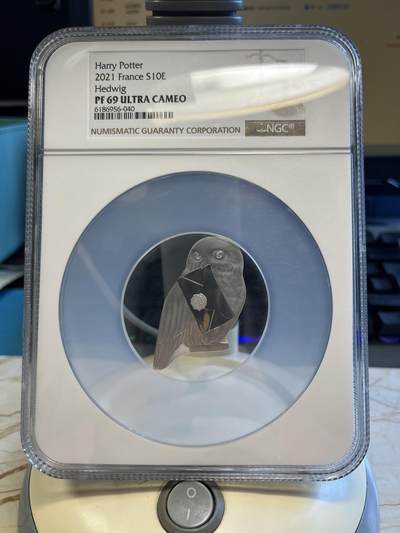 Harry Potter
2021 France S10E
Hedwig
PF 69 ULTRA CAMEO
6186956-040
NUMISMATIC GUARANTY CORPORATION NGC®